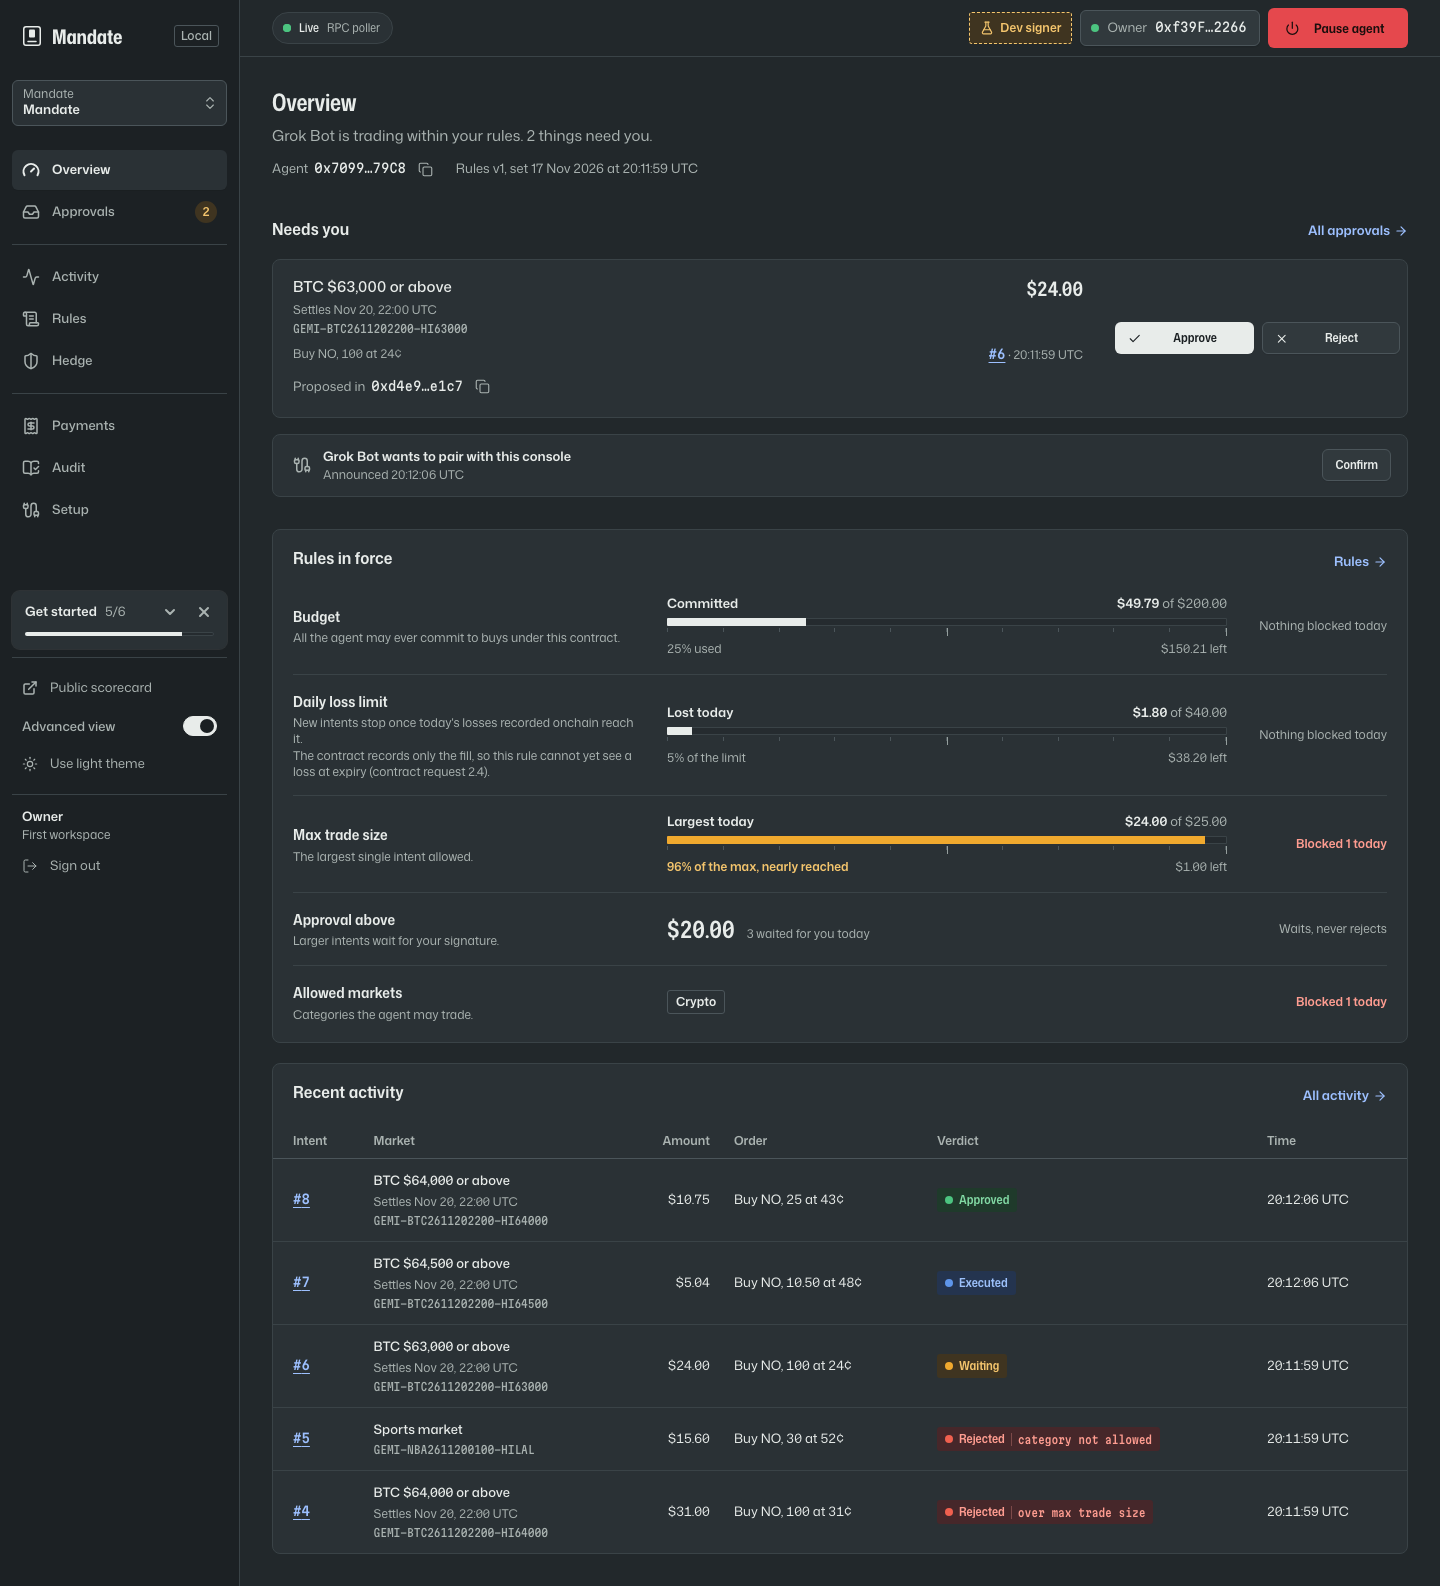 Mandate
Local
Mandate
Mandate
Overview
Approvals
2
Activity
Rules
Hedge
Payments
Audit
Setup
Get started 5/6
Public scorecard
Advanced view
Use light theme
Owner
First workspace
Sign out
Live RPC poller
Dev signer
Owner 0xf39F…2266
Pause agent
Overview
Grok Bot is trading within your rules. 2 things need you.
Agent 0x7099…79C8
Rules v1, set 17 Nov 2026 at 20:11:59 UTC
Needs you
All approvals →
BTC $63,000 or above
Settles Nov 20, 22:00 UTC
GEMI-BTC2611202200-HI63000
Buy NO, 100 at 24¢
Proposed in 0xd4e9…e1c7
$24.00
#6 · 20:11:59 UTC
Approve
Reject
Grok Bot wants to pair with this console
Announced 20:12:06 UTC
Confirm
Rules in force
Rules →
Budget
All the agent may ever commit to buys under this contract.
Committed
$49.79 of $200.00
25% used
$150.21 left
Nothing blocked today
Daily loss limit
New intents stop once today's losses recorded onchain reach
it.
The contract records only the fill, so this rule cannot yet see a
loss at expiry (contract request 2.4).
Lost today
$1.80 of $40.00
5% of the limit
$38.20 left
Nothing blocked today
Max trade size
The largest single intent allowed.
Largest today
$24.00 of $25.00
96% of the max, nearly reached
$1.00 left
Blocked 1 today
Approval above
Larger intents wait for your signature.
$20.00 3 waited for you today
Waits, never rejects
Allowed markets
Categories the agent may trade.
Crypto
Blocked 1 today
Recent activity
All activity →
Intent Market Amount Order Verdict Time
#8
BTC $64,000 or above
Settles Nov 20, 22:00 UTC
GEMI-BTC2611202200-HI64000
$10.75
Buy NO, 25 at 43¢
Approved
20:12:06 UTC
#7
BTC $64,500 or above
Settles Nov 20, 22:00 UTC
GEMI-BTC2611202200-HI64500
$5.04
Buy NO, 10.50 at 48¢
Executed
20:12:06 UTC
#6
BTC $63,000 or above
Settles Nov 20, 22:00 UTC
GEMI-BTC2611202200-HI63000
$24.00
Buy NO, 100 at 24¢
Waiting
20:11:59 UTC
#5
Sports market
GEMI-NBA2611200100-HILAL
$15.60
Buy NO, 30 at 52¢
Rejected category not allowed
20:11:59 UTC
#4
BTC $64,000 or above
Settles Nov 20, 22:00 UTC
GEMI-BTC2611202200-HI64000
$31.00
Buy NO, 100 at 31¢
Rejected over max trade size
20:11:59 UTC